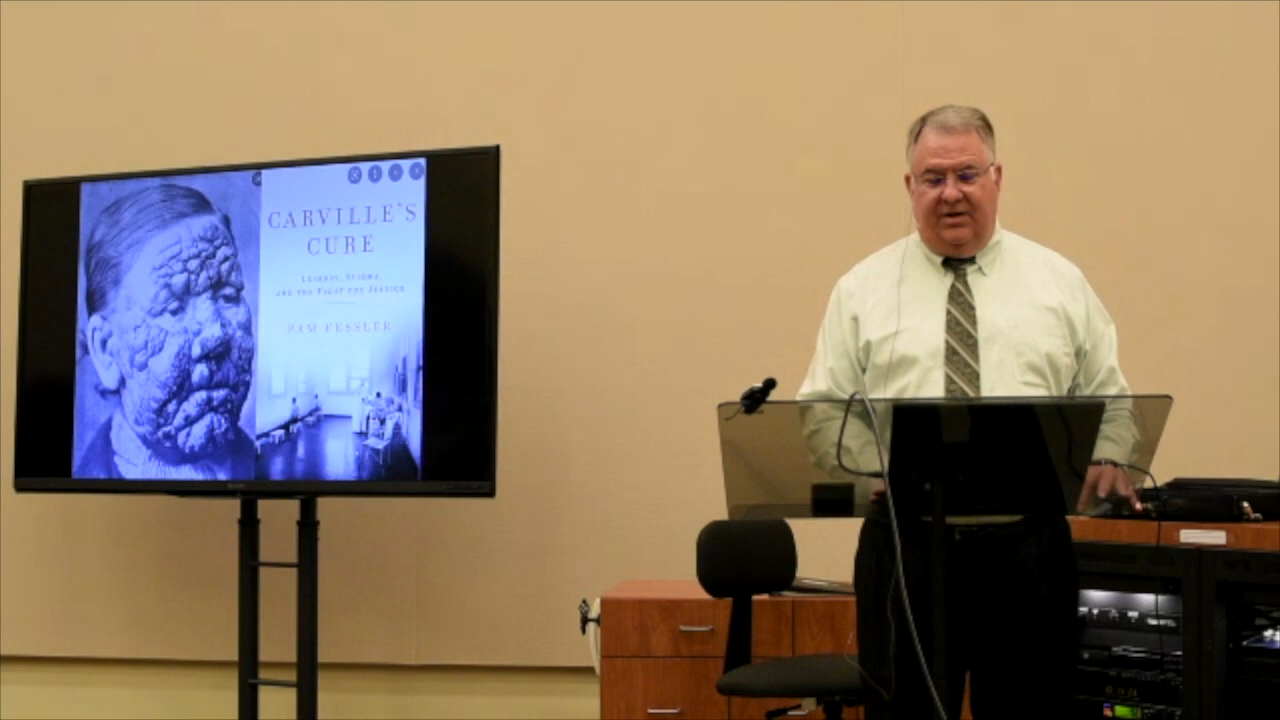 CARVILLE'S
CURE
LEPROSY, STIGMA,
AND THE FIGHT FOR JUSTICE
PAM FESSLER